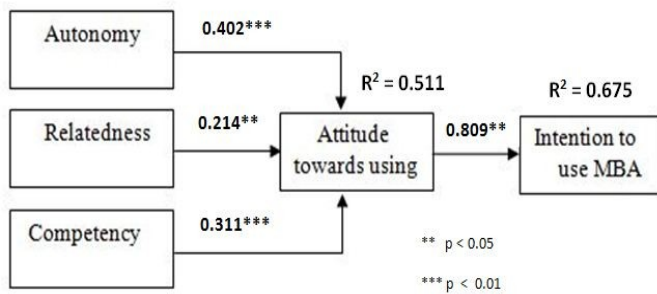 Autonomy
0.402***
R² = 0.511
R² = 0.675
Relatedness
0.214**
Attitude
towards using
0.809**
Intention to
use MBA
Competency
0.311***
** p < 0.05
*** p < 0.01